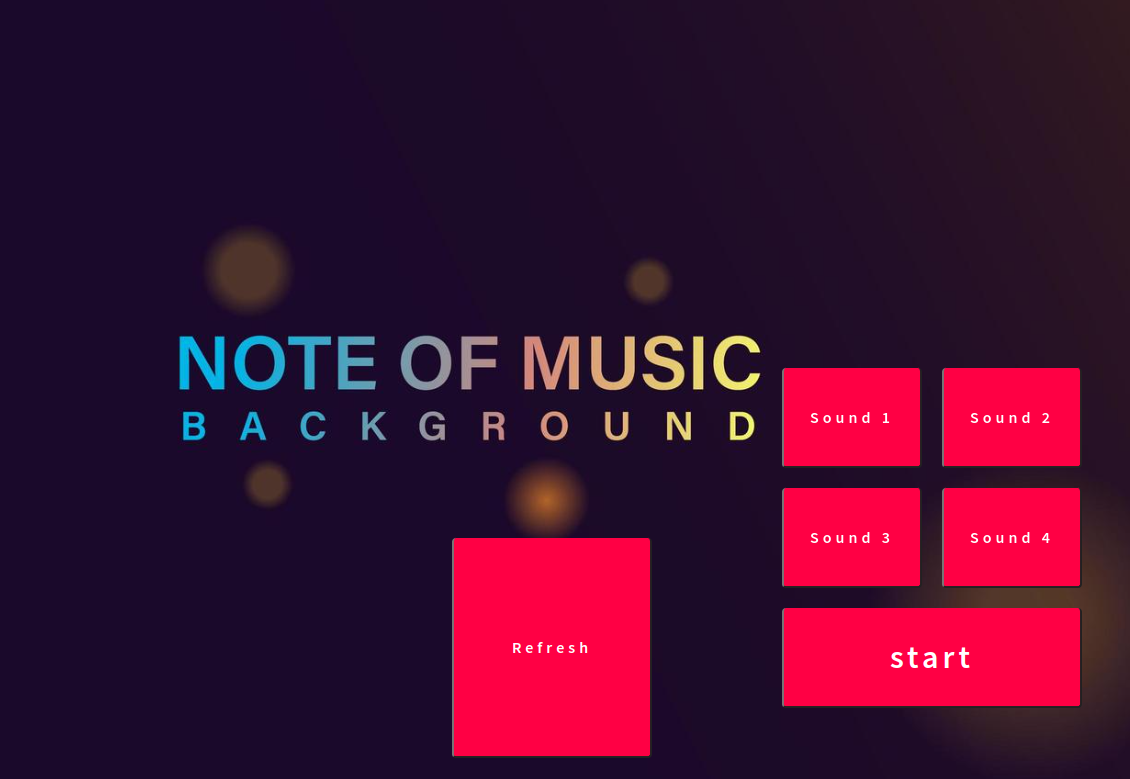 NOTE OF MUSIC
BACKGROUND
Sound 1
Sound 2
Sound 3
Sound 4
Refresh
start